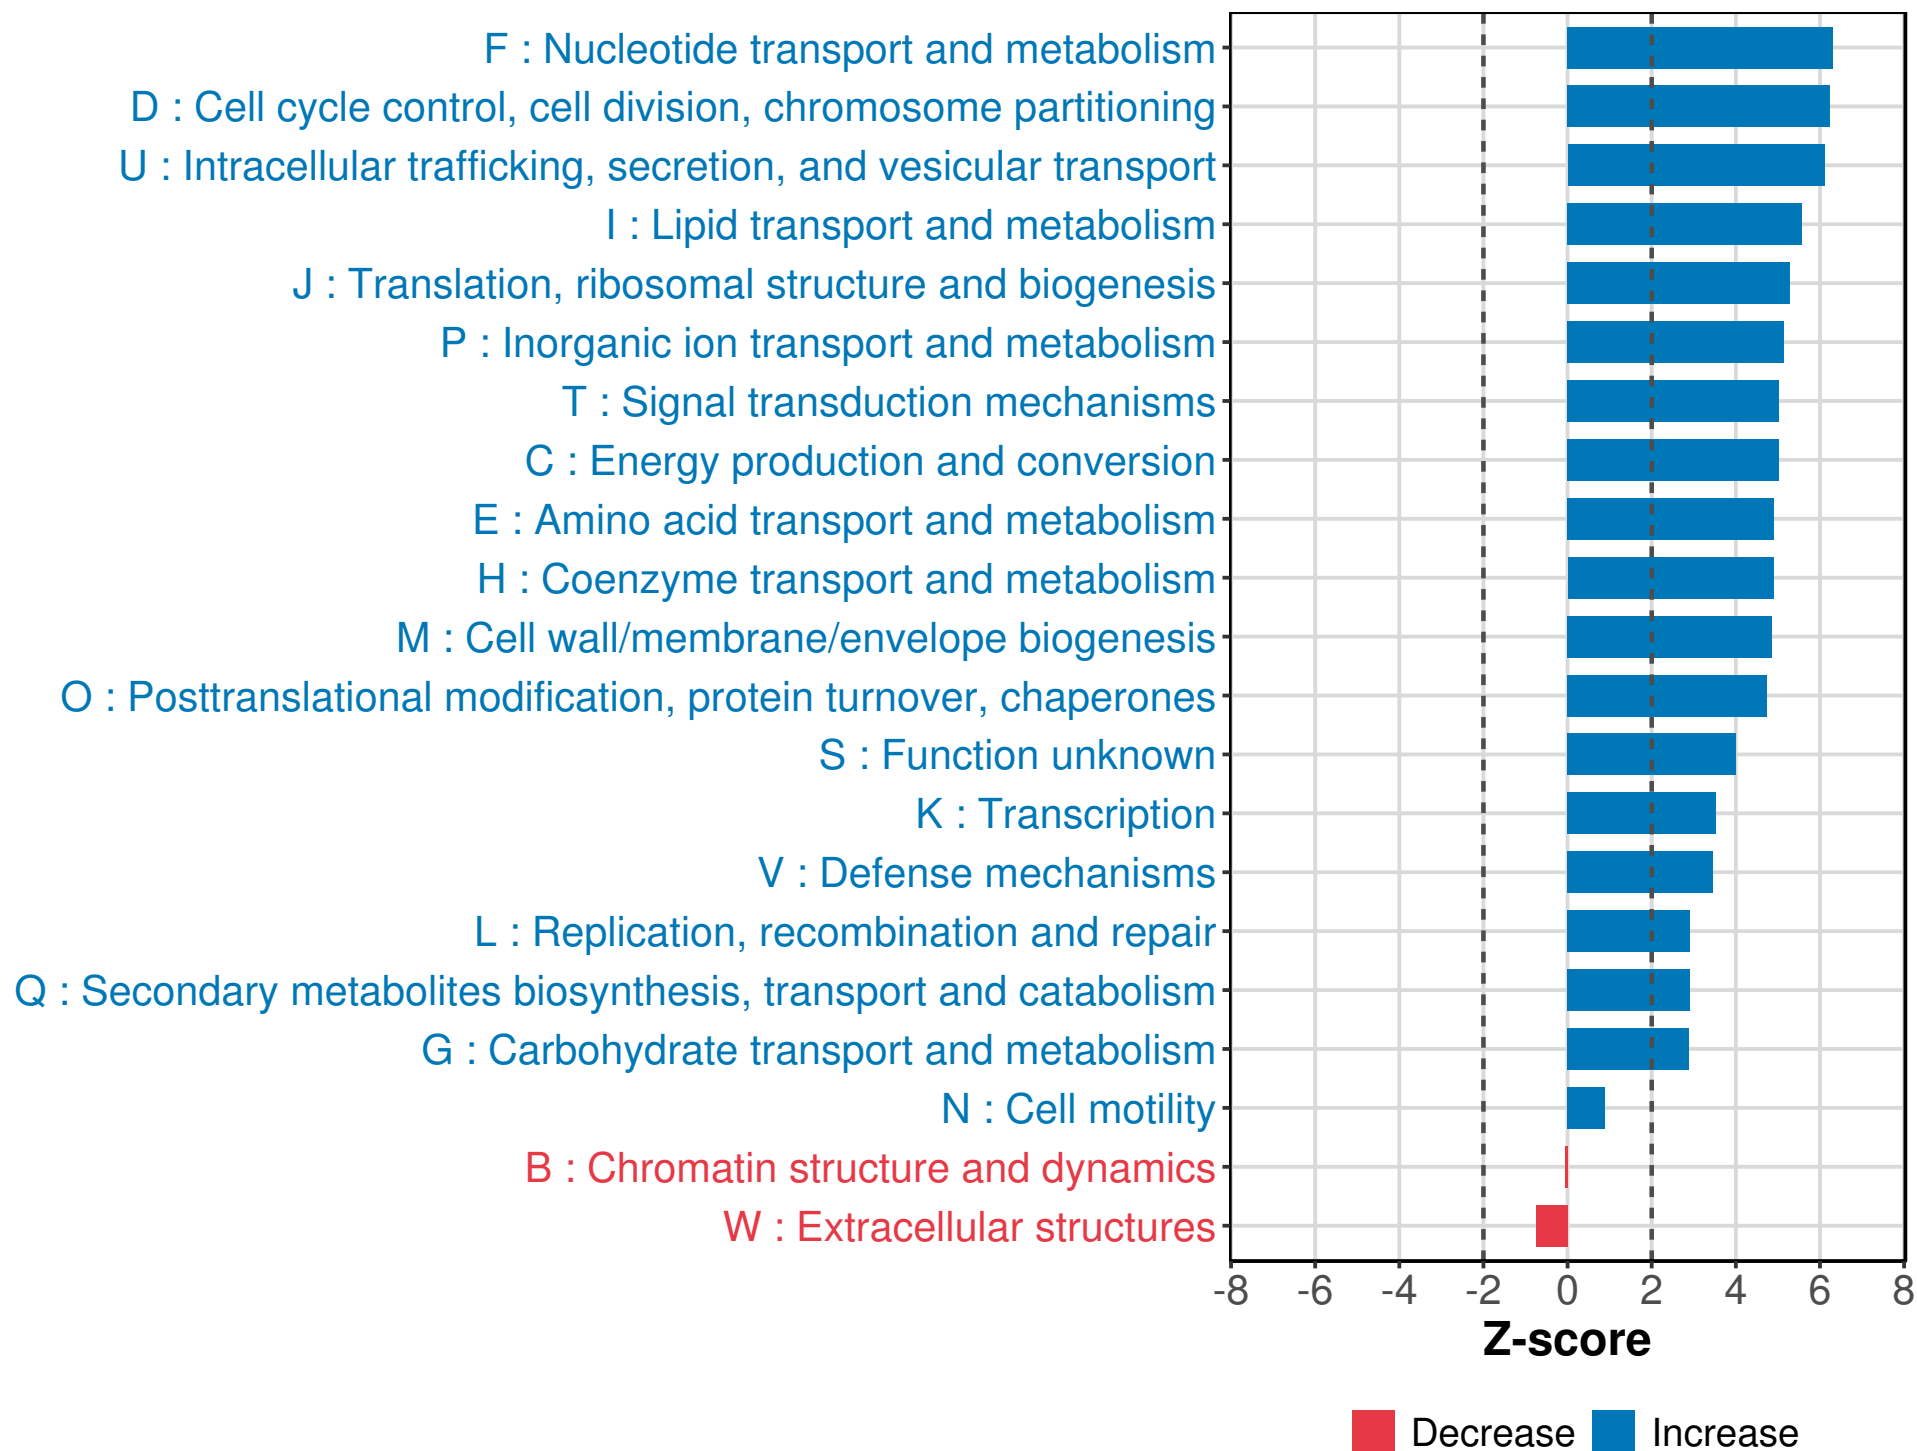 F : Nucleotide transport and metabolism
D : Cell cycle control, cell division, chromosome partitioning
U : Intracellular trafficking, secretion, and vesicular transport
I : Lipid transport and metabolism
J : Translation, ribosomal structure and biogenesis
P : Inorganic ion transport and metabolism
T : Signal transduction mechanisms
C : Energy production and conversion
E : Amino acid transport and metabolism
H : Coenzyme transport and metabolism
M : Cell wall/membrane/envelope biogenesis
O : Posttranslational modification, protein turnover, chaperones
S : Function unknown
K : Transcription
V : Defense mechanisms
L : Replication, recombination and repair
Q : Secondary metabolites biosynthesis, transport and catabolism
G : Carbohydrate transport and metabolism
N : Cell motility
B : Chromatin structure and dynamics
W : Extracellular structures
-8 -6 -4 -2 0 2 4 6 8
Z-score
Decrease Increase